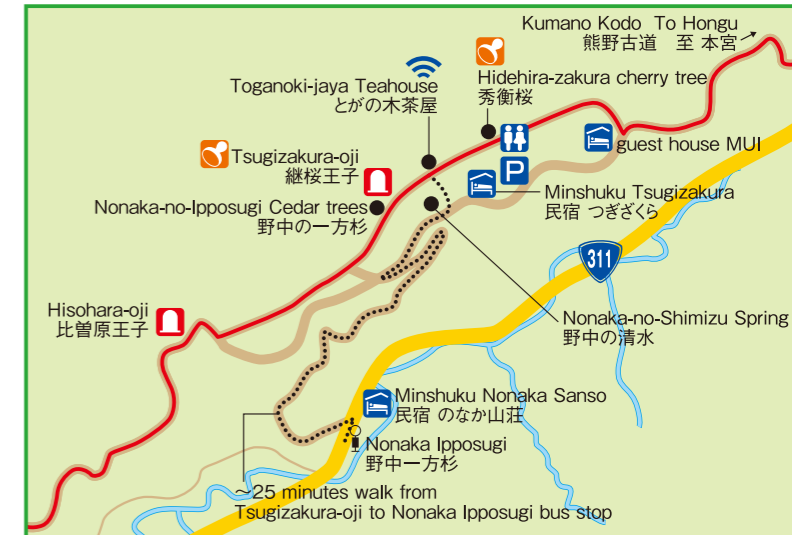 Kumano Kodo To Hongu
熊野古道 至 本宮
Toganoki-jaya Teahouse
とがの木茶屋
Hidehira-zakura cherry tree
秀衡桜
guest house MUI
P
Tsugizakura-oji
継桜王子
Minshuku Tsugizakura
民宿 つぎざくら
Nonaka-no-Ipposugi Cedar trees
野中の一方杉
311
Hisohara-oji
比曽原王子
Nonaka-no-Shimizu Spring
野中の清水
Minshuku Nonaka Sanso
民宿 のなか山荘
Nonaka Ipposugi
野中一方杉
~25 minutes walk from
Tsugizakura-oji to Nonaka Ipposugi bus stop